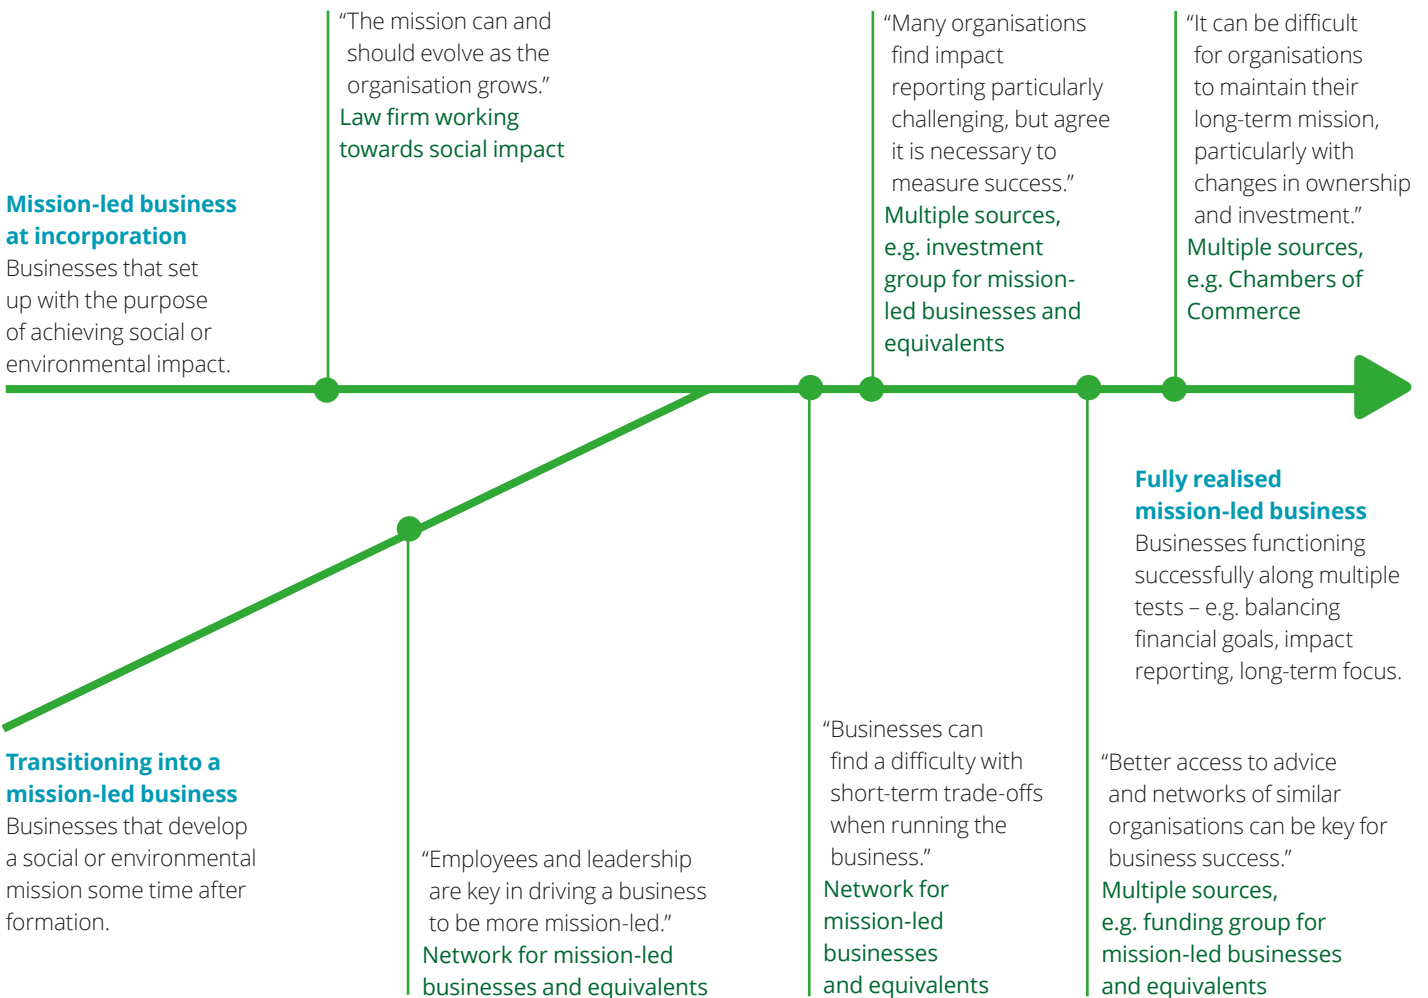 “The mission can and
should evolve as the
organisation grows.”
Law firm working
towards social impact
“Many organisations
find impact
reporting particularly
challenging, but agree
it is necessary to
measure success.”
Multiple sources,
e.g. investment
group for mission-
led businesses and
equivalents
“It can be difficult
for organisations
to maintain their
long-term mission,
particularly with
changes in ownership
and investment.”
Multiple sources,
e.g. Chambers of
Commerce
Mission-led business
at incorporation
Businesses that set
up with the purpose
of achieving social or
environmental impact.
Fully realised
mission-led business
Businesses functioning
successfully along multiple
tests – e.g. balancing
financial goals, impact
reporting, long-term focus.
Transitioning into a
mission-led business
Businesses that develop
a social or environmental
mission some time after
formation.
“Employees and leadership
are key in driving a business
to be more mission-led.”
Network for mission-led
businesses and equivalents
“Businesses can
find a difficulty with
short-term trade-offs
when running the
business.”
Network for
mission-led
businesses
and equivalents
“Better access to advice
and networks of similar
organisations can be key for
business success.”
Multiple sources,
e.g. funding group for
mission-led businesses
and equivalents